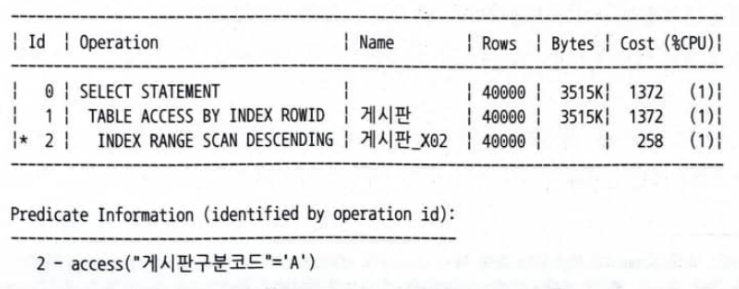 | Id | Operation | Name | Rows | Bytes | Cost (%CPU)|
| 0 | SELECT STATEMENT | | 40000 | 3515K| 1372 (1)|
| 1 | TABLE ACCESS BY INDEX ROWID | 게시판 | 40000 | 3515K| 1372 (1)|
|* 2 | INDEX RANGE SCAN DESCENDING | 게시판_X02 | 40000 | | 258 (1)|
Predicate Information (identified by operation id):
2 - access("게시판구분코드"='A')